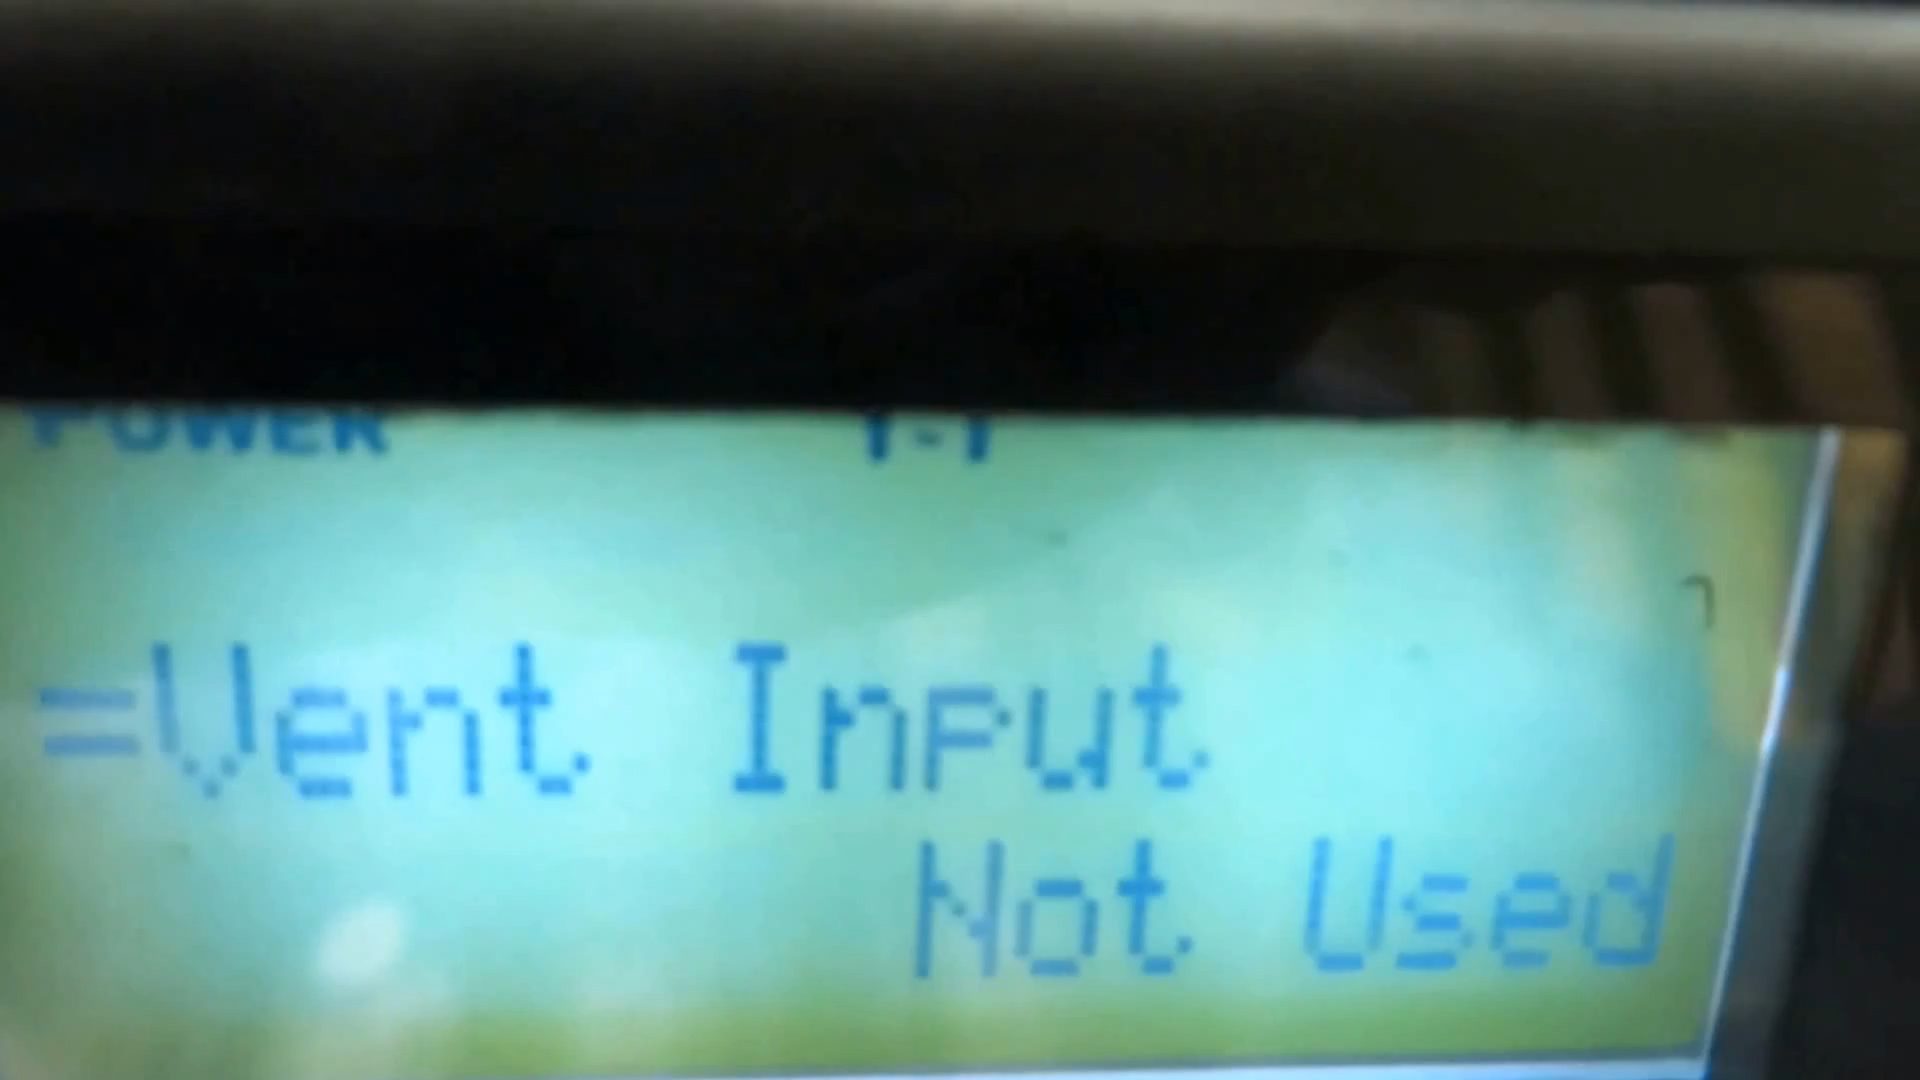 POWER
=Vent Input
Not Used